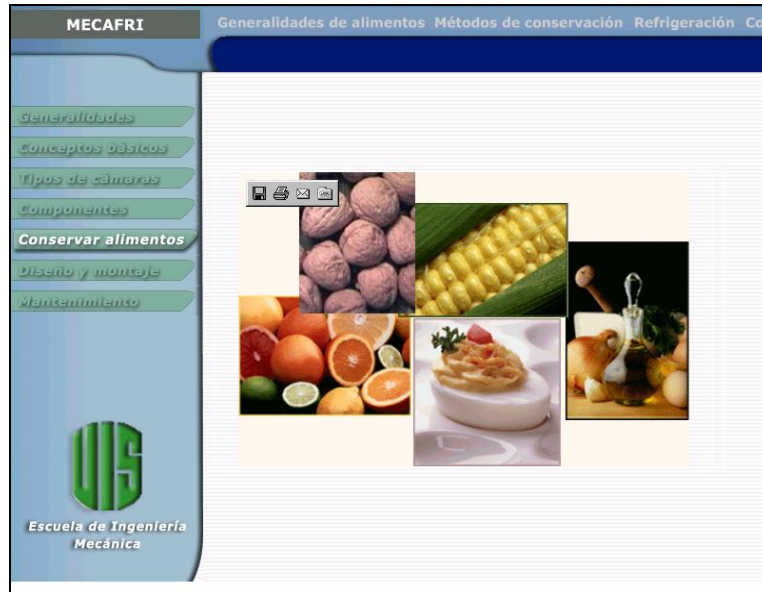 MECAFRI
Generalidades de alimentos Métodos de conservación Refrigeración Co
Generalidades
Conceptos básicos
Tipos de cámaras
Componentes
Conservar alimentos
Diseño y montaje
Mantenimiento
UIS
Escuela de Ingeniería
Mecánica